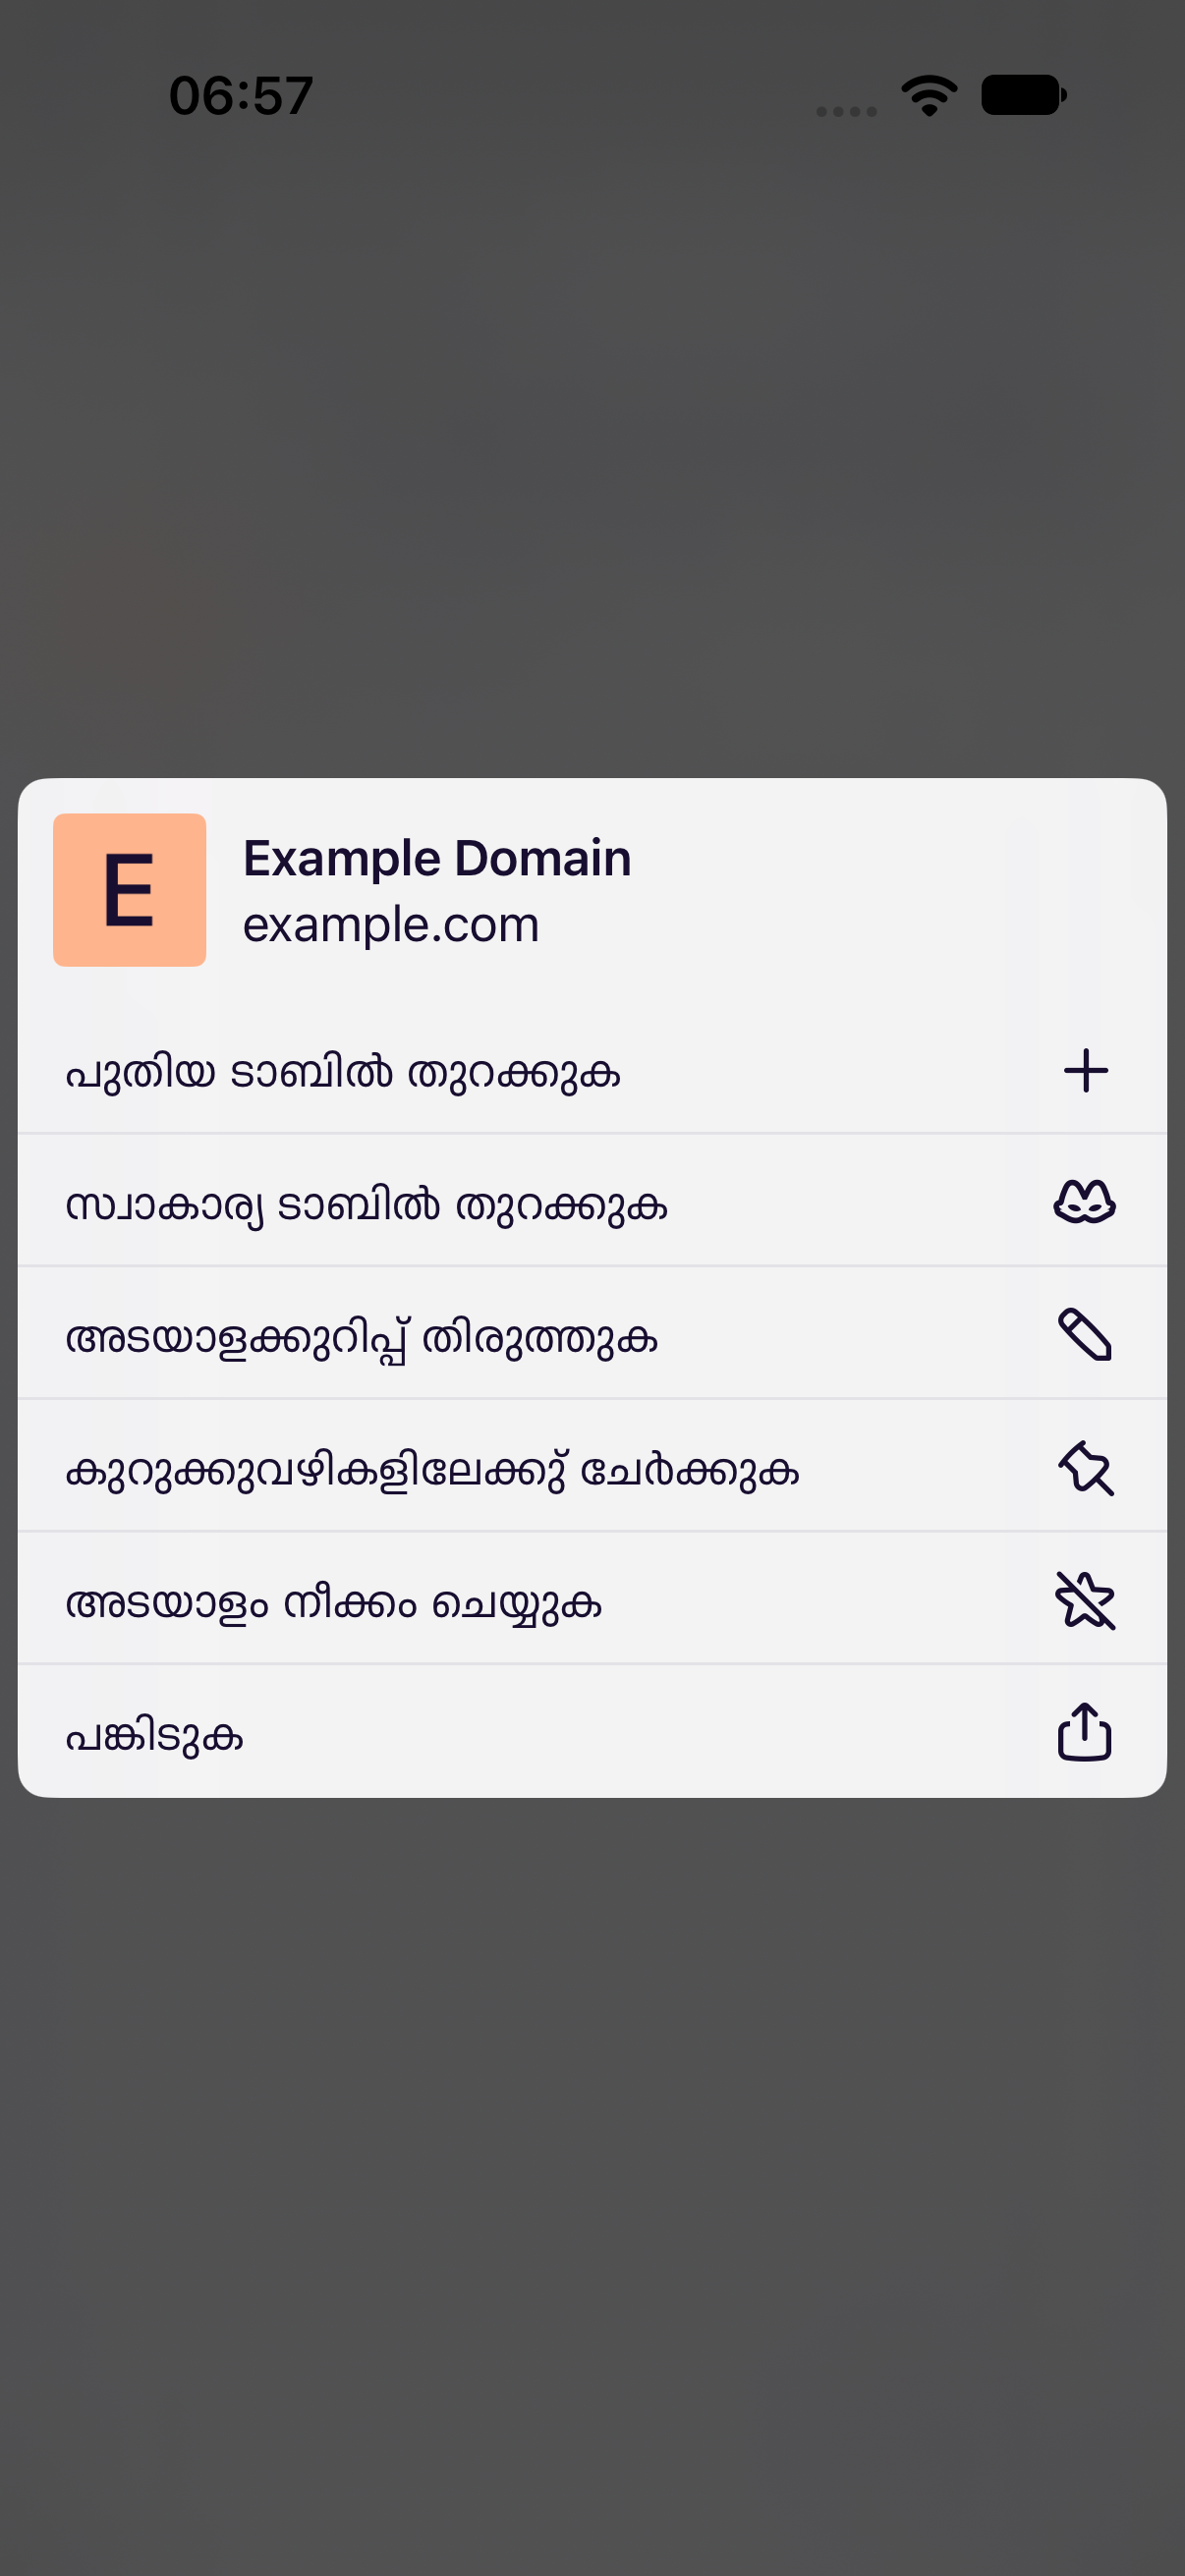 06:57
E
Example Domain
example.com
പുതിയ ടാബിൽ തുറക്കുക
സ്വകാര്യ ടാബിൽ തുറക്കുക
അടയാളക്കുറിപ്പ് തിരുത്തുക
കുറുക്കുവഴികളിലേക്കു് ചേർക്കുക
അടയാളം നീക്കം ചെയ്യുക
പങ്കിടുക